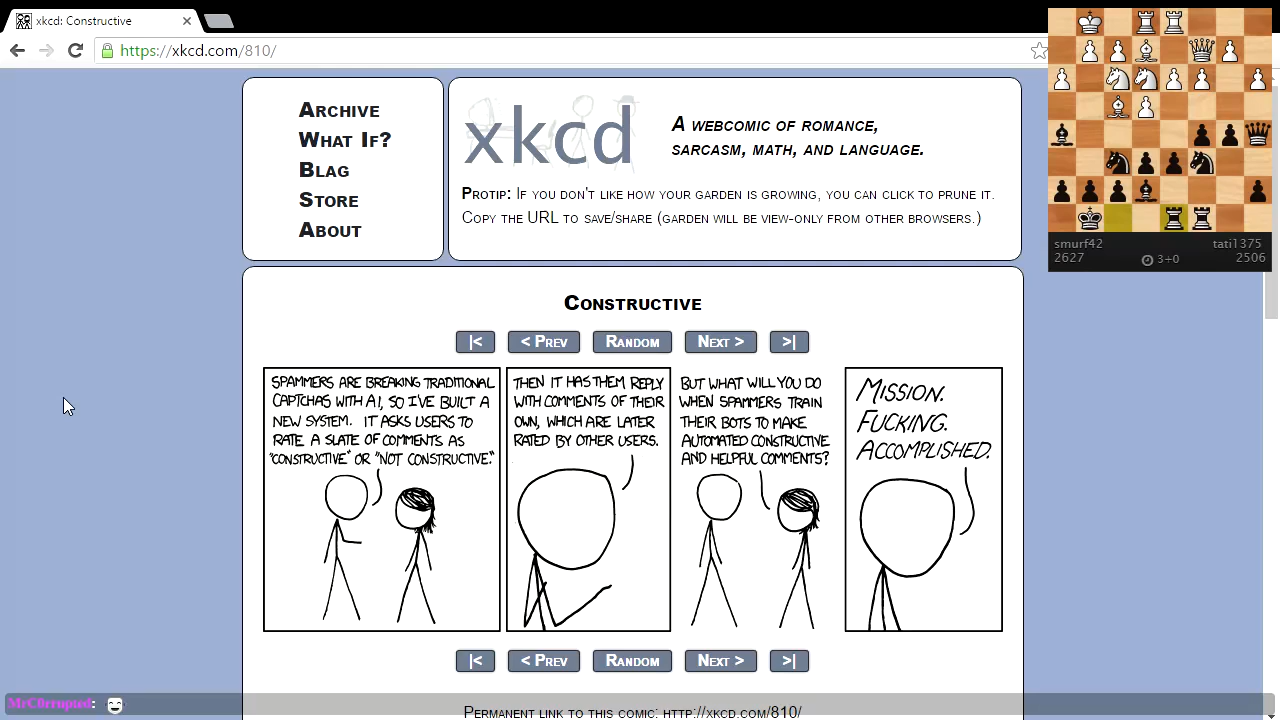 xkcd: Constructive
https://xkcd.com/810/
ARCHIVE
WHAT IF?
BLAG
STORE
ABOUT
xkcd
A WEBCOMIC OF ROMANCE,
SARCASM, MATH, AND LANGUAGE.
PROTIP: IF YOU DON'T LIKE HOW YOUR GARDEN IS GROWING, YOU CAN CLICK TO PRUNE IT.
COPY THE URL TO SAVE/SHARE (GARDEN WILL BE VIEW-ONLY FROM OTHER BROWSERS.)
smurf42 tati1375
2627 3+0 2506
CONSTRUCTIVE
|< < PREV RANDOM NEXT > >|
SPAMMERS ARE BREAKING TRADITIONAL
CAPTCHAS WITH AI, SO I'VE BUILT A
NEW SYSTEM. IT ASKS USERS TO
RATE A SLATE OF COMMENTS AS
"CONSTRUCTIVE" OR "NOT CONSTRUCTIVE."
THEN IT HAS THEM REPLY
WITH COMMENTS OF THEIR
OWN, WHICH ARE LATER
RATED BY OTHER USERS.
BUT WHAT WILL YOU DO
WHEN SPAMMERS TRAIN
THEIR BOTS TO MAKE
AUTOMATED CONSTRUCTIVE
AND HELPFUL COMMENTS?
MISSION.
FUCKING.
ACCOMPLISHED.
|< < PREV RANDOM NEXT > >|
MrC0rrupted:
PERMANENT LINK TO THIS COMIC: HTTP://XKCD.COM/810/